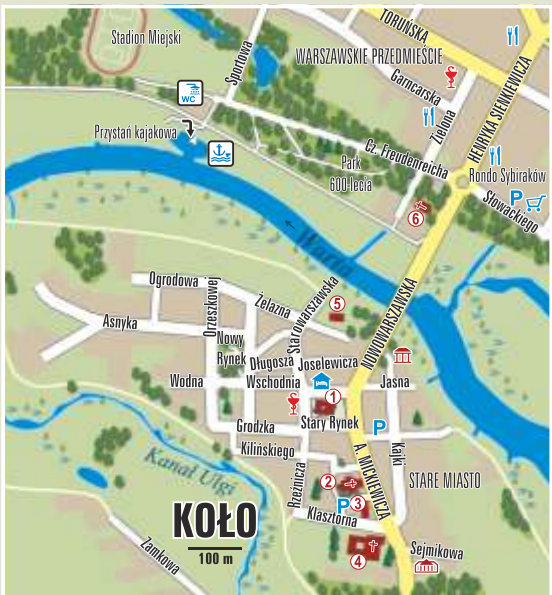 TORUŃSKA
Stadion Miejski
WARSZAWSKIE PRZEDMIEŚCIE
Sportowa
Garncarska
HENRYKA SIENKIEWICZA
WC
Zielona
Przystań kajakowa
Cz. Freudenreicha
Park
600-lecia
Rondo Sybiraków
P
Słowackiego
6
Warta
Ogrodowa
Żelazna
Starowarszawska
5
NOWOWARSZAWSKA
Orzeszkowej
Asnyka
Nowy
Rynek
Długosza
Joselewicza
Wodna
Wschodnia
Jasna
1
Stary Rynek
Grodzka
P
Kilińskiego
A. MICKIEWICZA
Kajki
Kanał Ulgi
Rzeźnicza
2
STARE MIASTO
P
3
KOŁO
100 m
Klasztorna
4
Sejmikowa
Zamkowa